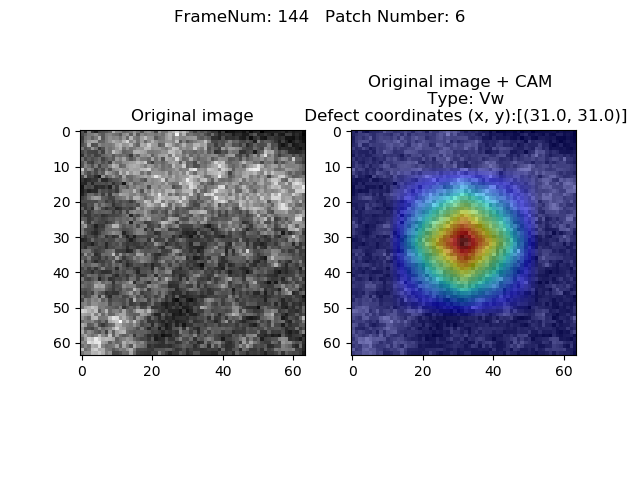 FrameNum: 144   Patch Number: 6
Original image
0
10
20
30
40
50
60
0 20 40 60
Original image + CAM
Type: Vw
Defect coordinates (x, y):[(31.0, 31.0)]
0
10
20
30
40
50
60
0 20 40 60